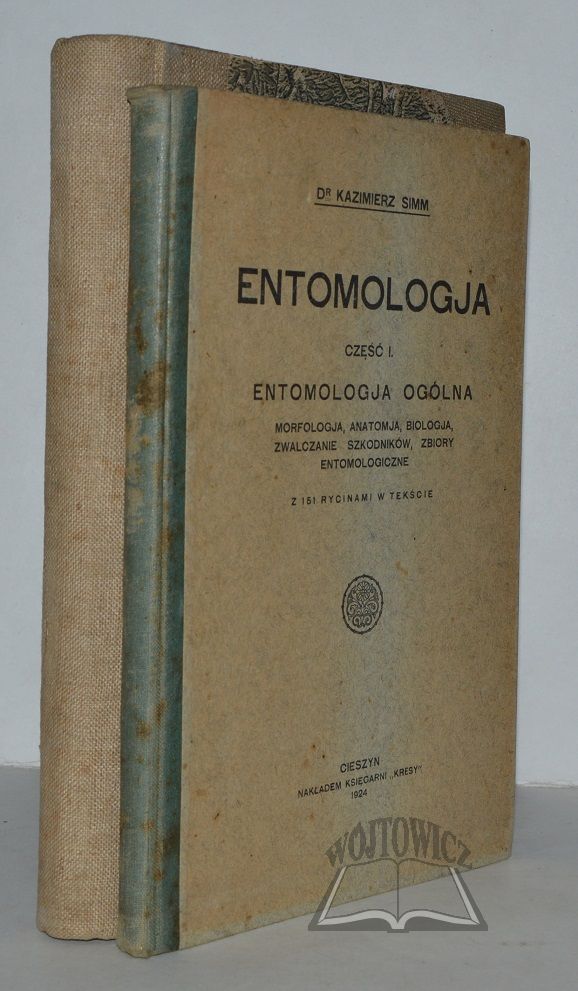 DR KAZIMIERZ SIMM
ENTOMOLOGJA
CZĘŚĆ I.
ENTOMOLOGJA OGÓLNA
MORFOLOGJA, ANATOMJA, BIOLOGJA,
ZWALCZANIE SZKODNIKÓW, ZBIORY
ENTOMOLOGICZNE
Z 151 RYCINAMI W TEKŚCIE
CIESZYN
NAKŁADEM KSIĘGARNI „KRESY"
1924
WÓJTOWICZ